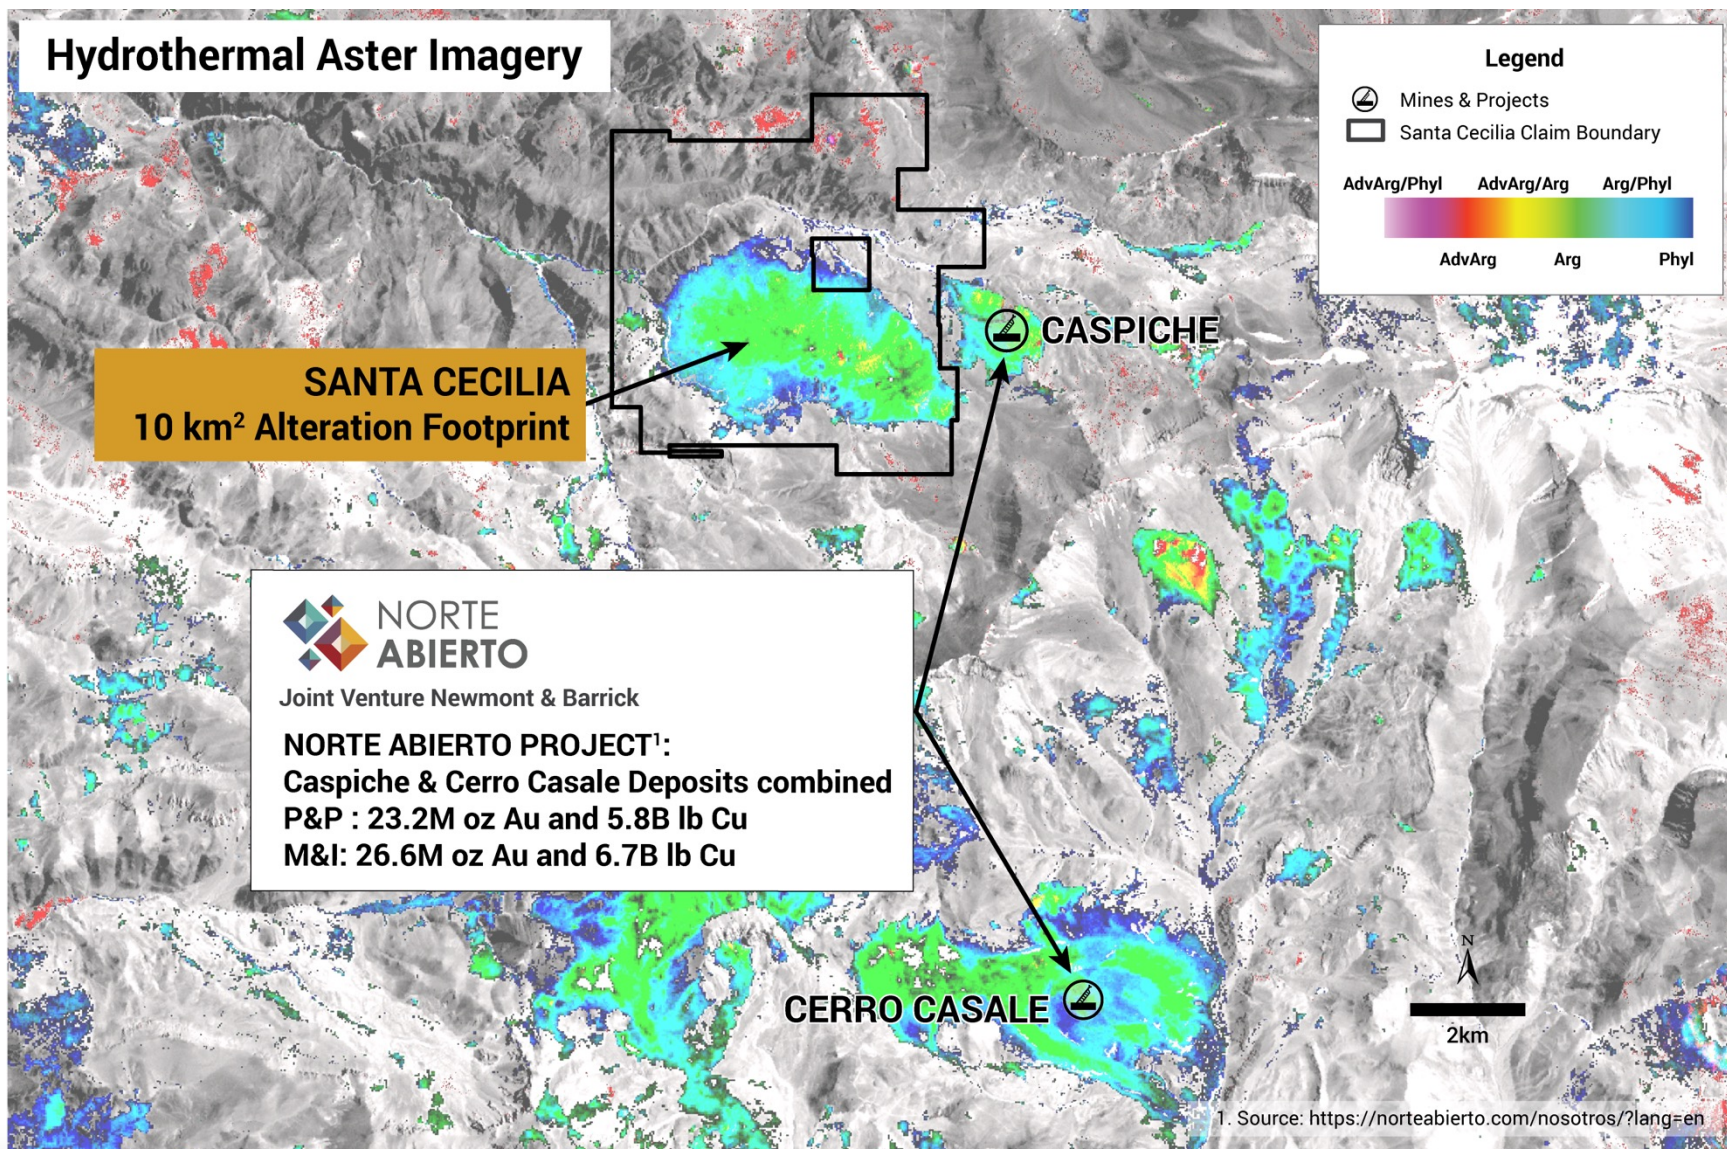 Hydrothermal Aster Imagery
Legend
Mines & Projects
Santa Cecilia Claim Boundary
AdvArg/Phyl AdvArg/Arg Arg/Phyl
AdvArg Arg Phyl
CASPICHE
SANTA CECILIA
10 km² Alteration Footprint
NORTE
ABIERTO
Joint Venture Newmont & Barrick
NORTE ABIERTO PROJECT¹:
Caspiche & Cerro Casale Deposits combined
P&P : 23.2M oz Au and 5.8B lb Cu
M&I: 26.6M oz Au and 6.7B lb Cu
CERRO CASALE
N
2km
1. Source: https://norteabierto.com/nosotros/?lang=en